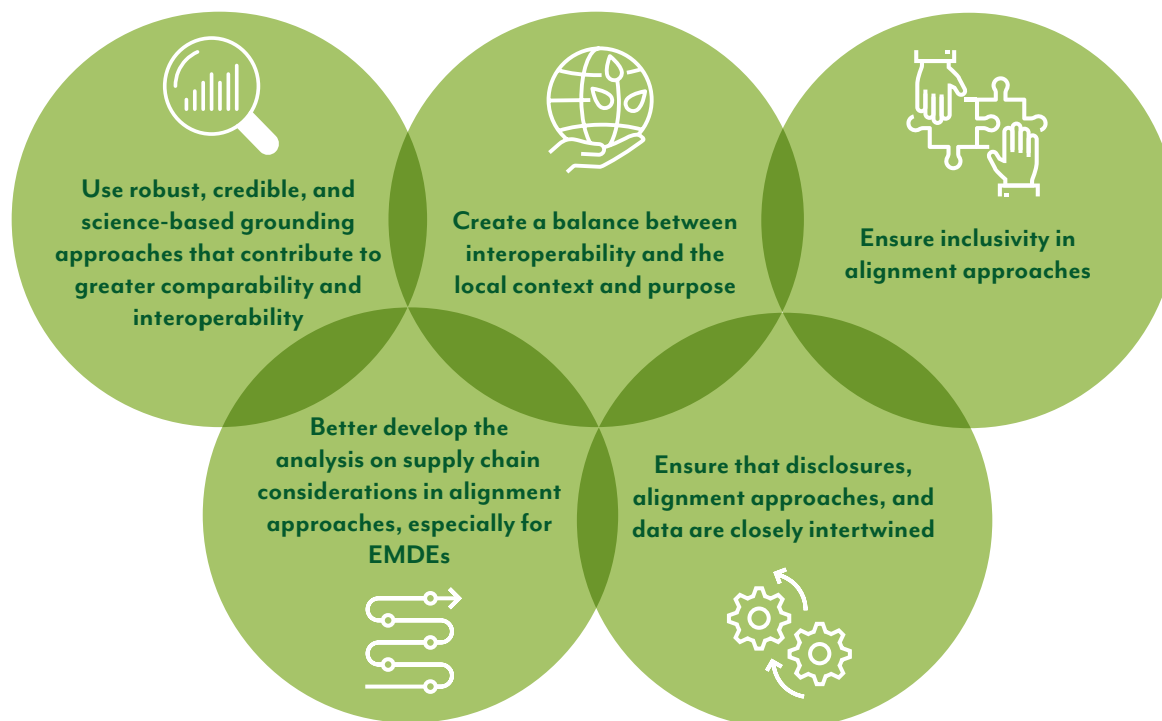 Use robust, credible, and
science-based grounding
approaches that contribute to
greater comparability and
interoperability
Create a balance between
interoperability and the
local context and purpose
Ensure inclusivity in
alignment approaches
Better develop the
analysis on supply chain
considerations in alignment
approaches, especially for
EMDEs
Ensure that disclosures,
alignment approaches, and
data are closely intertwined